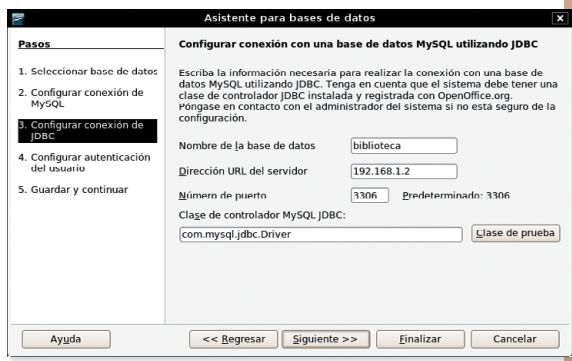 Asistente para bases de datos
Pasos
1. Seleccionar base de datos
2. Configurar conexión de
MySQL
3. Configurar conexión de
JDBC
4. Configurar autenticación
del usuario
5. Guardar y continuar
Configurar conexión con una base de datos MySQL utilizando JDBC
Escriba la información necesaria para realizar la conexión con una base de
datos MySQL utilizando JDBC. Tenga en cuenta que el sistema debe tener una
clase de controlador JDBC instalada y registrada con OpenOffice.org.
Póngase en contacto con el administrador del sistema si no está seguro de la
configuración.
Nombre de la base de datos biblioteca
Dirección URL del servidor 192.168.1.2
Número de puerto 3306 Predeterminado: 3306
Clase de controlador MySQL JDBC:
com.mysql.jdbc.Driver Clase de prueba
Ayuda << Regresar Siguiente >> Finalizar Cancelar